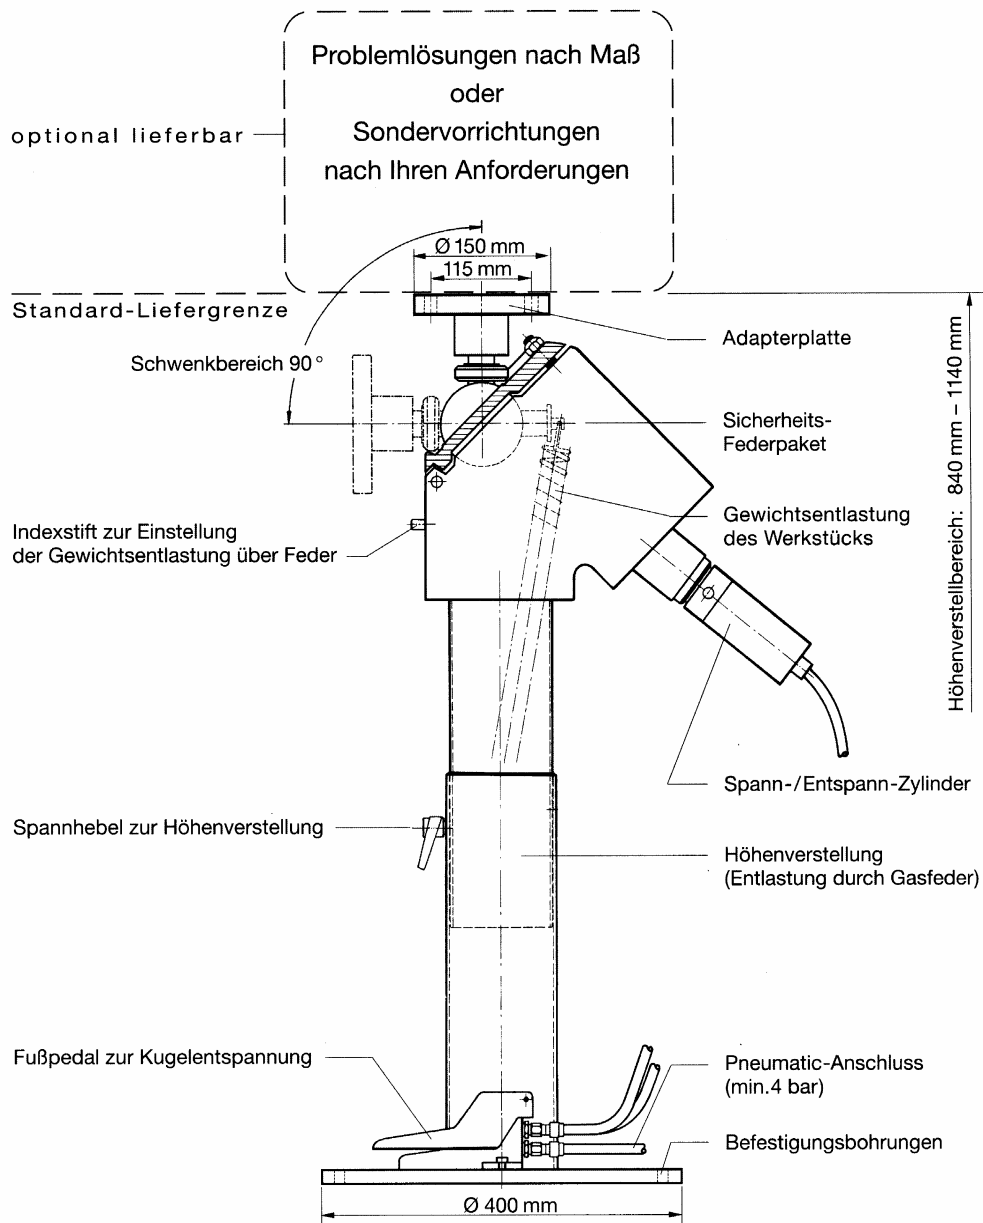 Problemlösungen nach Maß
oder
Sondervorrichtungen
nach Ihren Anforderungen
optional lieferbar
Ø 150 mm
115 mm
Standard-Liefergrenze
Schwenkbereich 90°
Adapterplatte
Sicherheits-
Federpaket
Höhenverstellbereich: 840 mm – 1140 mm
Indexstift zur Einstellung
der Gewichtsentlastung über Feder
Gewichtsentlastung
des Werkstücks
Spann-/Entspann-Zylinder
Spannhebel zur Höhenverstellung
Höhenverstellung
(Entlastung durch Gasfeder)
Fußpedal zur Kugelentspannung
Pneumatic-Anschluss
(min.4 bar)
Befestigungsbohrungen
Ø 400 mm